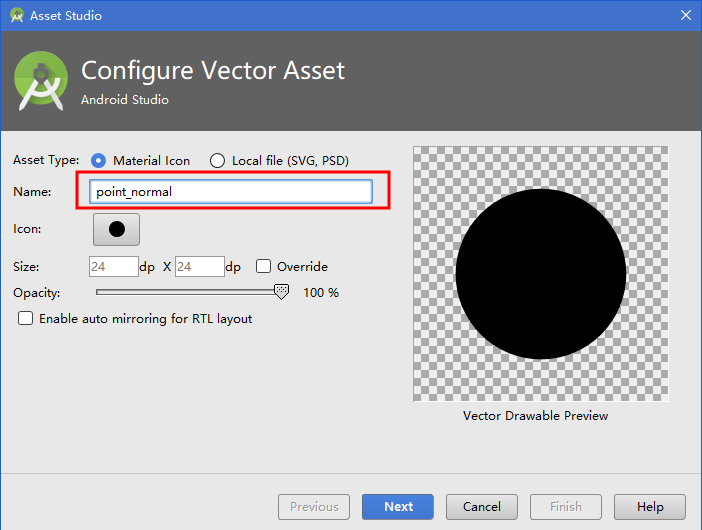 Asset Studio
Configure Vector Asset
Android Studio
Asset Type: Material Icon Local file (SVG, PSD)
Name: point_normal
Icon:
Size: 24 dp X 24 dp Override
Opacity: 100 %
Enable auto mirroring for RTL layout
Vector Drawable Preview
Previous Next Cancel Finish Help